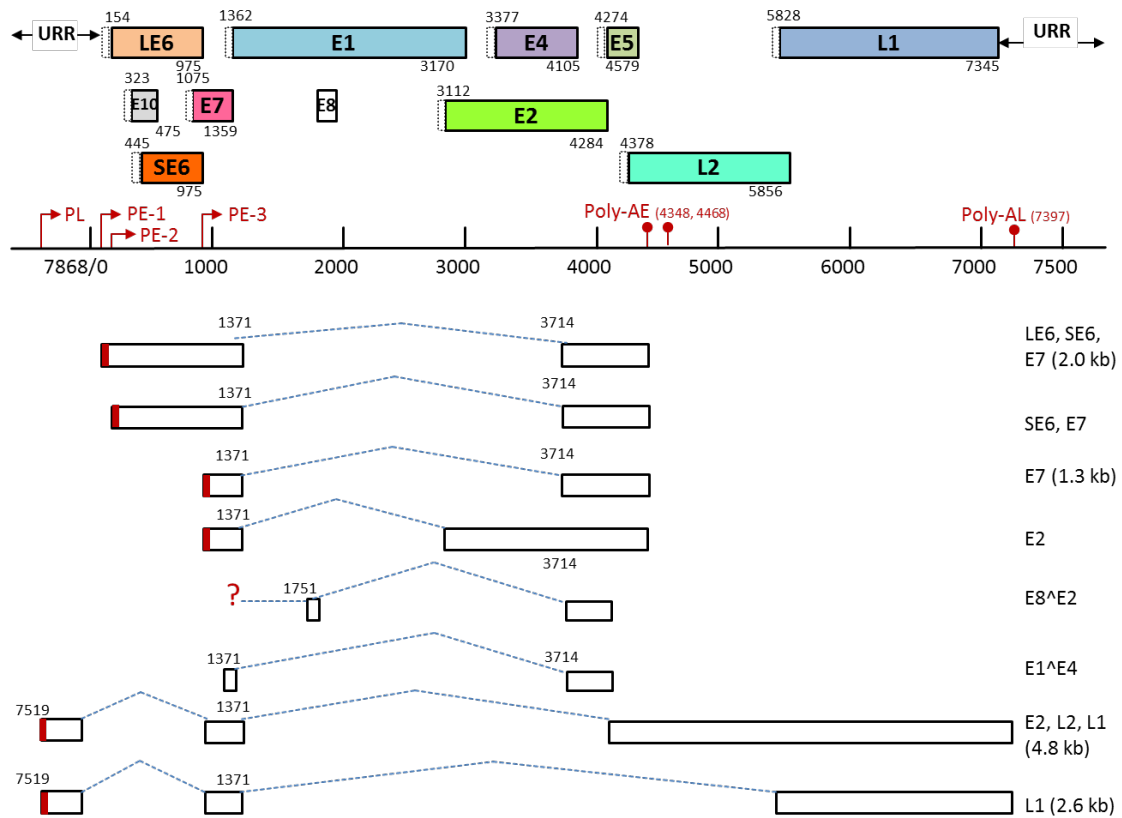 154 1362 3377 4274 5828
URR LE6 E1 E4 E5 L1 URR
975 3170 4105 4579 7345
323 1075 3112
E10 E7 E8 E2
475 1359 4284
445 4378
SE6 L2
975 5856
PL PE-1 PE-3 Poly-AE (4348, 4468) Poly-AL (7397)
PE-2
7868/0 1000 2000 3000 4000 5000 6000 7000 7500
1371 3714 LE6, SE6,
E7 (2.0 kb)
1371 3714
SE6, E7
1371 3714
E7 (1.3 kb)
1371
E2
3714
? 1751 E8^E2
1371 3714
E1^E4
7519 1371
E2, L2, L1
(4.8 kb)
7519 1371
L1 (2.6 kb)